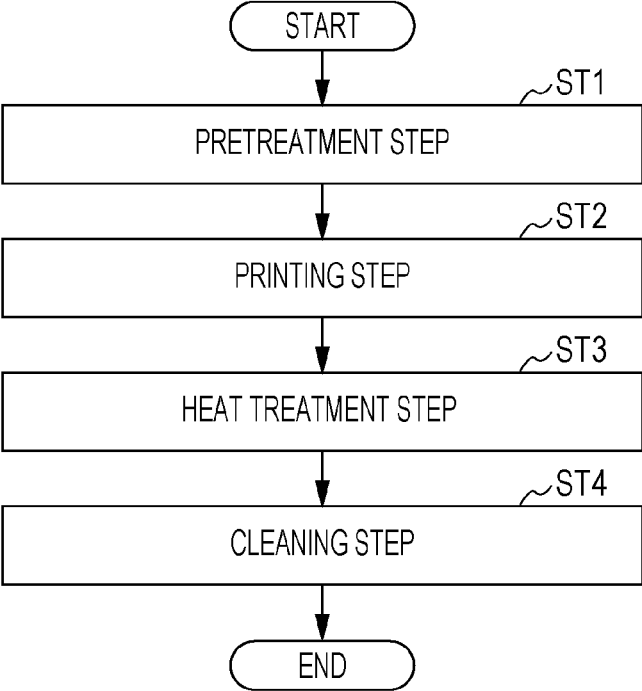 START
ST1
PRETREATMENT STEP
ST2
PRINTING STEP
ST3
HEAT TREATMENT STEP
ST4
CLEANING STEP
END